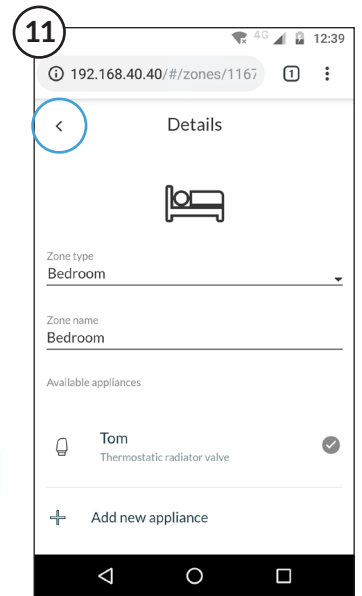 11
4G 12:39
192.168.40.40/#/zones/1167 1
Details
Zone type
Bedroom
Zone name
Bedroom
Available appliances
Tom
Thermostatic radiator valve
Add new appliance